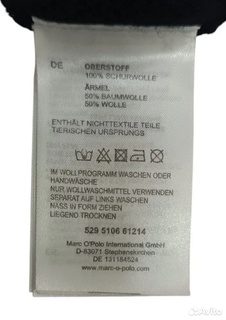 DE OBERSTOFF
100% SCHURWOLLE
ÄRMEL
50% BAUMWOLLE
50% WOLLE
ENTHÄLT NICHTTEXTILE TEILE
TIERISCHEN URSPRUNGS
IM WOLLPROGRAMM WASCHEN ODER
HANDWÄSCHE
NUR WOLLWASCHMITTEL VERWENDEN
SEPARAT AUF LINKS WASCHEN
NASS IN FORM ZIEHEN
LIEGEND TROCKNEN
529 5106 61214
Marc O'Polo International GmbH
D-83071 Stephanskirchen
DE 131184524
www.marc-o-polo.com
Avito